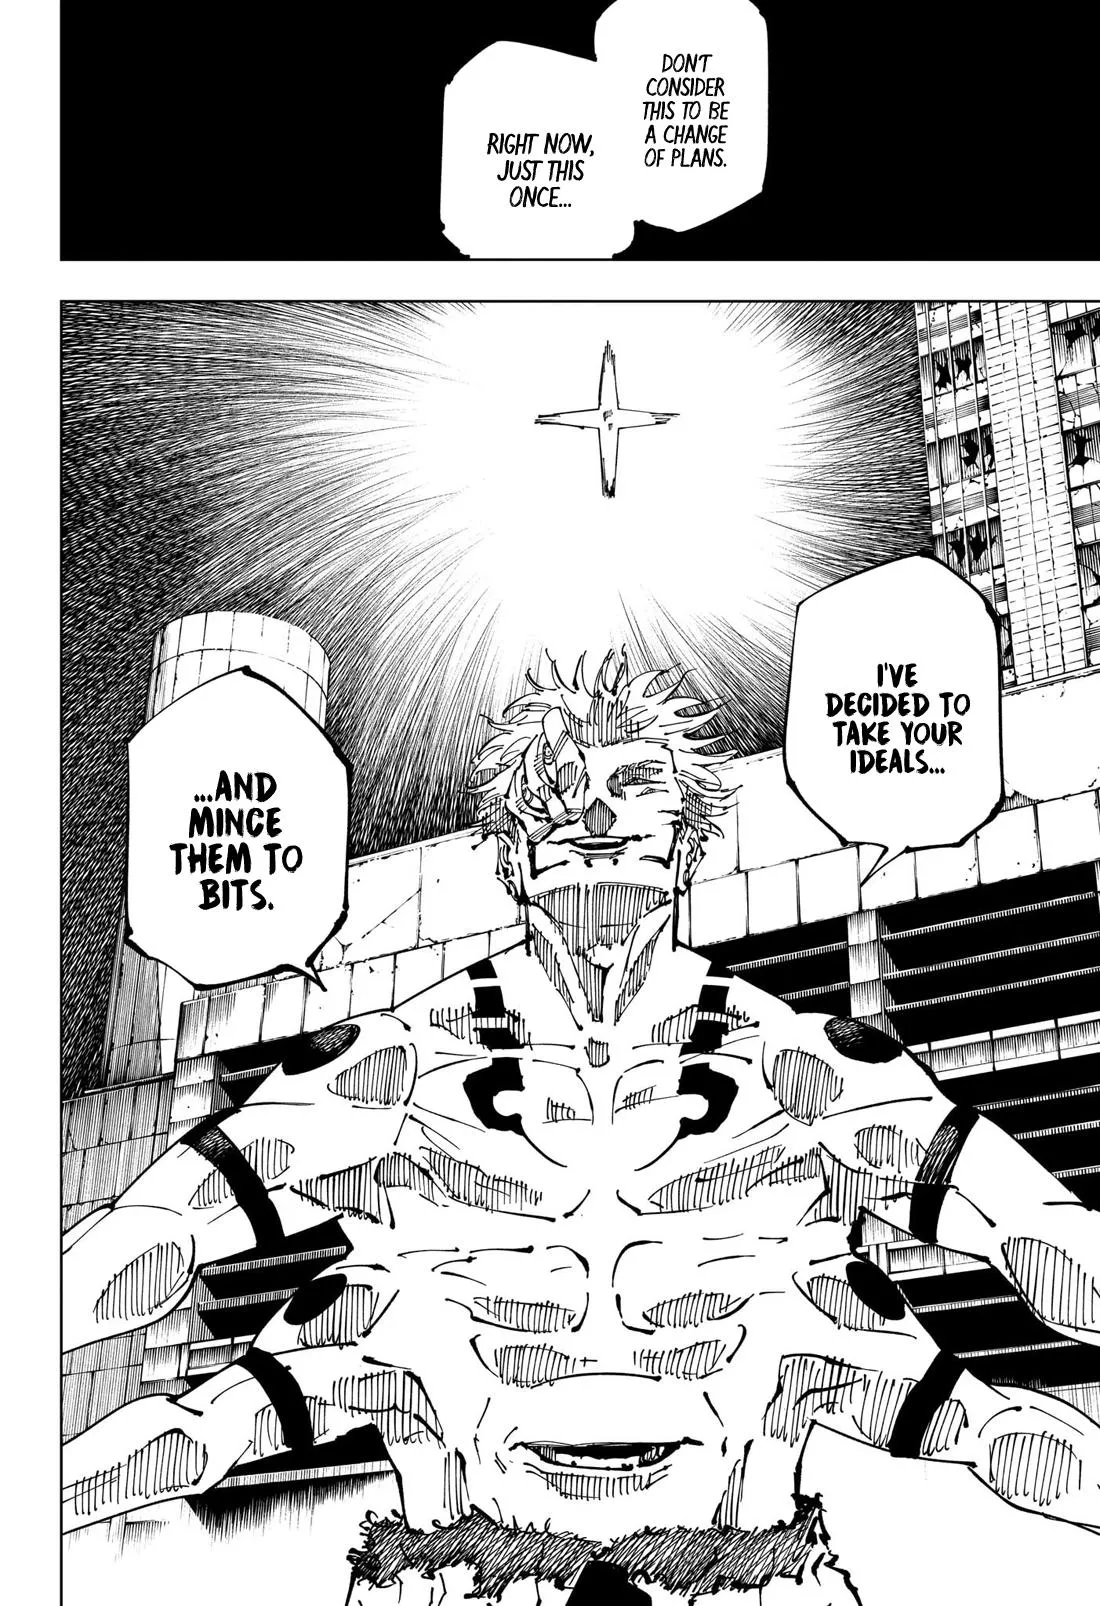 DON'T
CONSIDER
THIS TO BE
A CHANGE
OF PLANS.
RIGHT NOW,
JUST THIS
ONCE...
I'VE
DECIDED TO
TAKE YOUR
IDEALS...
...AND
MINCE
THEM TO
BITS.